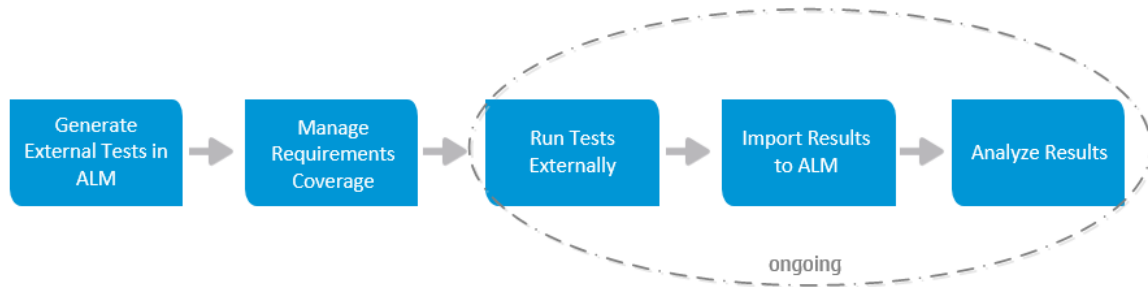 Generate
External Tests in
ALM
Manage
Requirements
Coverage
Run Tests
Externally
Import Results
to ALM
Analyze Results
ongoing